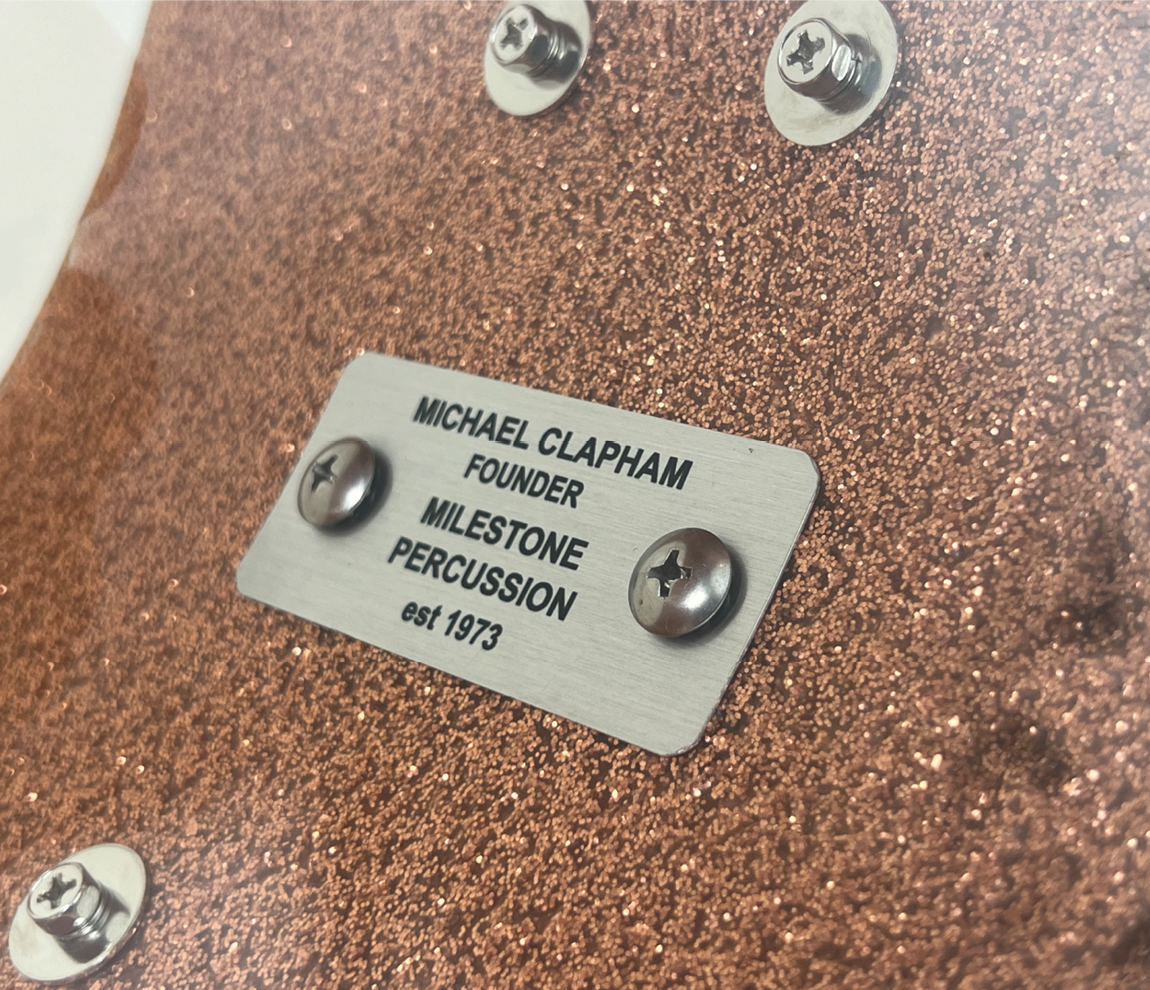 MICHAEL CLAPHAM
FOUNDER
MILESTONE
PERCUSSION
est 1973